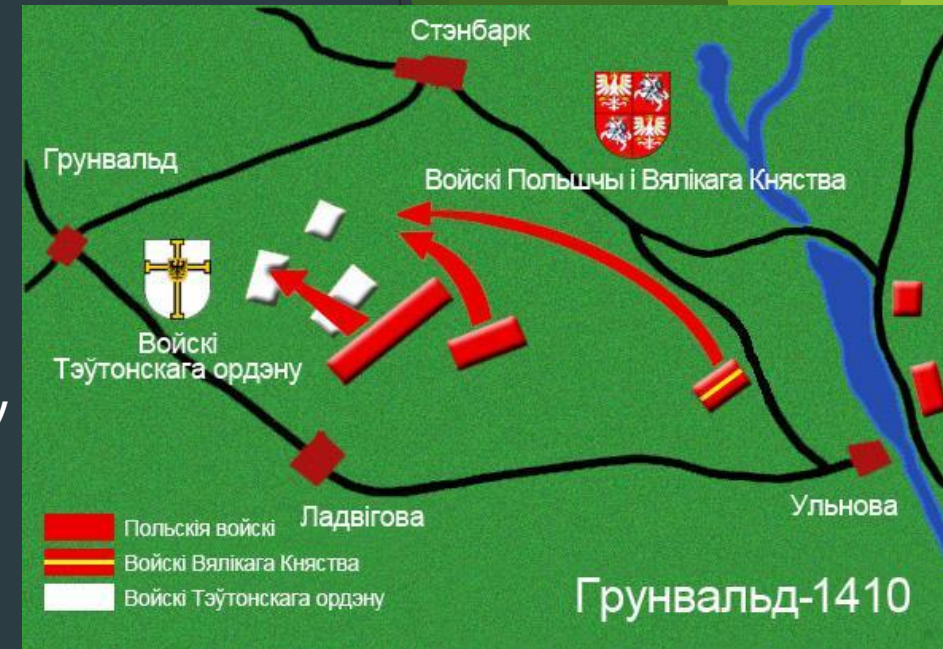 Стэнбарк
Грунвальд
Войскі Польшчы і Вялікага Княства
Войскі
Тэўтонскага ордэну
у
Ладвігова
Ульнова
Польскія войскі
Войскі Вялікага Княства
Войскі Тэўтонскага ордэну
Грунвальд-1410